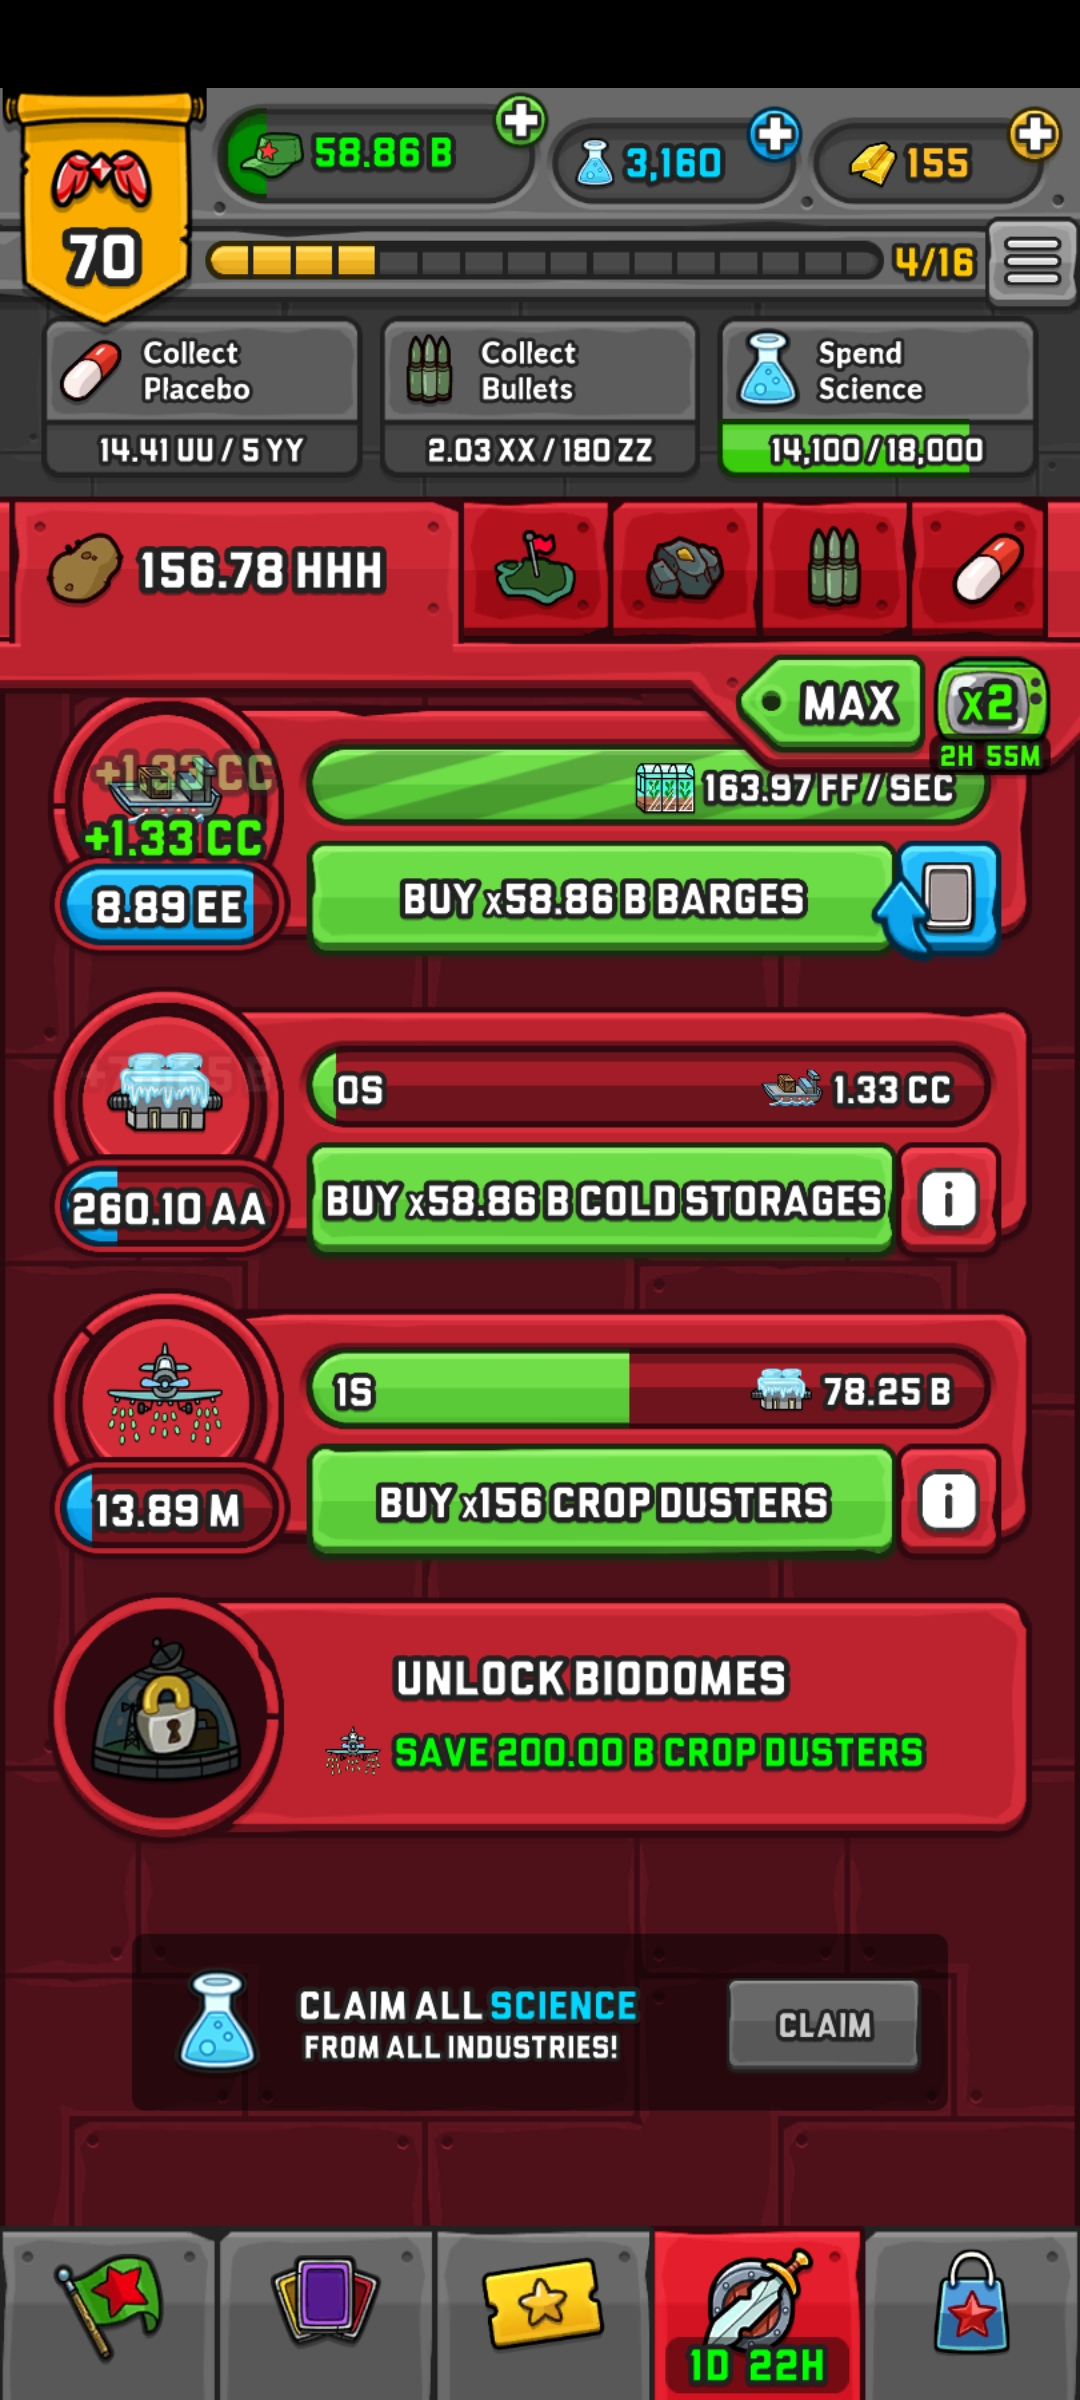 58.86 B
3,160
155
70
4/16
Collect
Placebo
14.41 UU / 5 YY
Collect
Bullets
2.03 XX / 180 ZZ
Spend
Science
14,100 / 18,000
156.78 HHH
MAX
x2
2H 55M
+1.33 CC
+1.33 CC
163.97 FF / SEC
8.89 EE
BUY x58.86 B BARGES
0S
1.33 CC
260.10 AA
BUY x58.86 B COLD STORAGES
i
1S
78.25 B
13.89 M
BUY x156 CROP DUSTERS
i
UNLOCK BIODOMES
SAVE 200.00 B CROP DUSTERS
CLAIM ALL SCIENCE
FROM ALL INDUSTRIES!
CLAIM
1D 22H